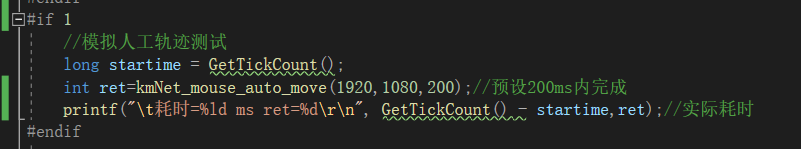 #if 1
//模拟人工轨迹测试
long startime = GetTickCount();
int ret=kmNet_mouse_auto_move(1920,1080,200);//预设200ms内完成
printf("\t耗时=%ld ms ret=%d\r\n", GetTickCount() - startime,ret);//实际耗时
#endif